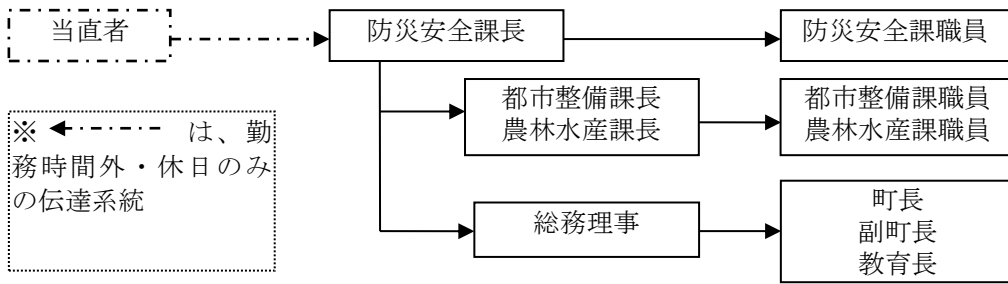 当直者
防災安全課長
防災安全課職員
都市整備課長
農林水産課長
都市整備課職員
農林水産課職員
※ は、勤
務時間外・休日のみ
の伝達系統
総務理事
町長
副町長
教育長